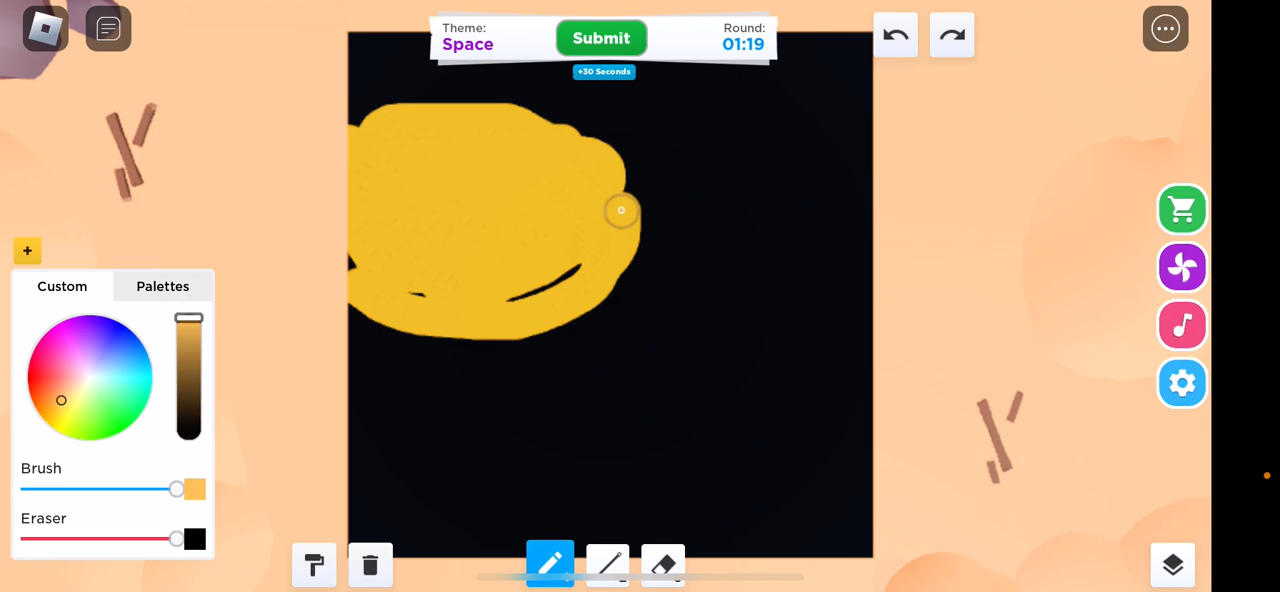 Theme:
Space
Submit
Round:
01:19
+30 Seconds
+
Custom
Palettes
Brush
Eraser